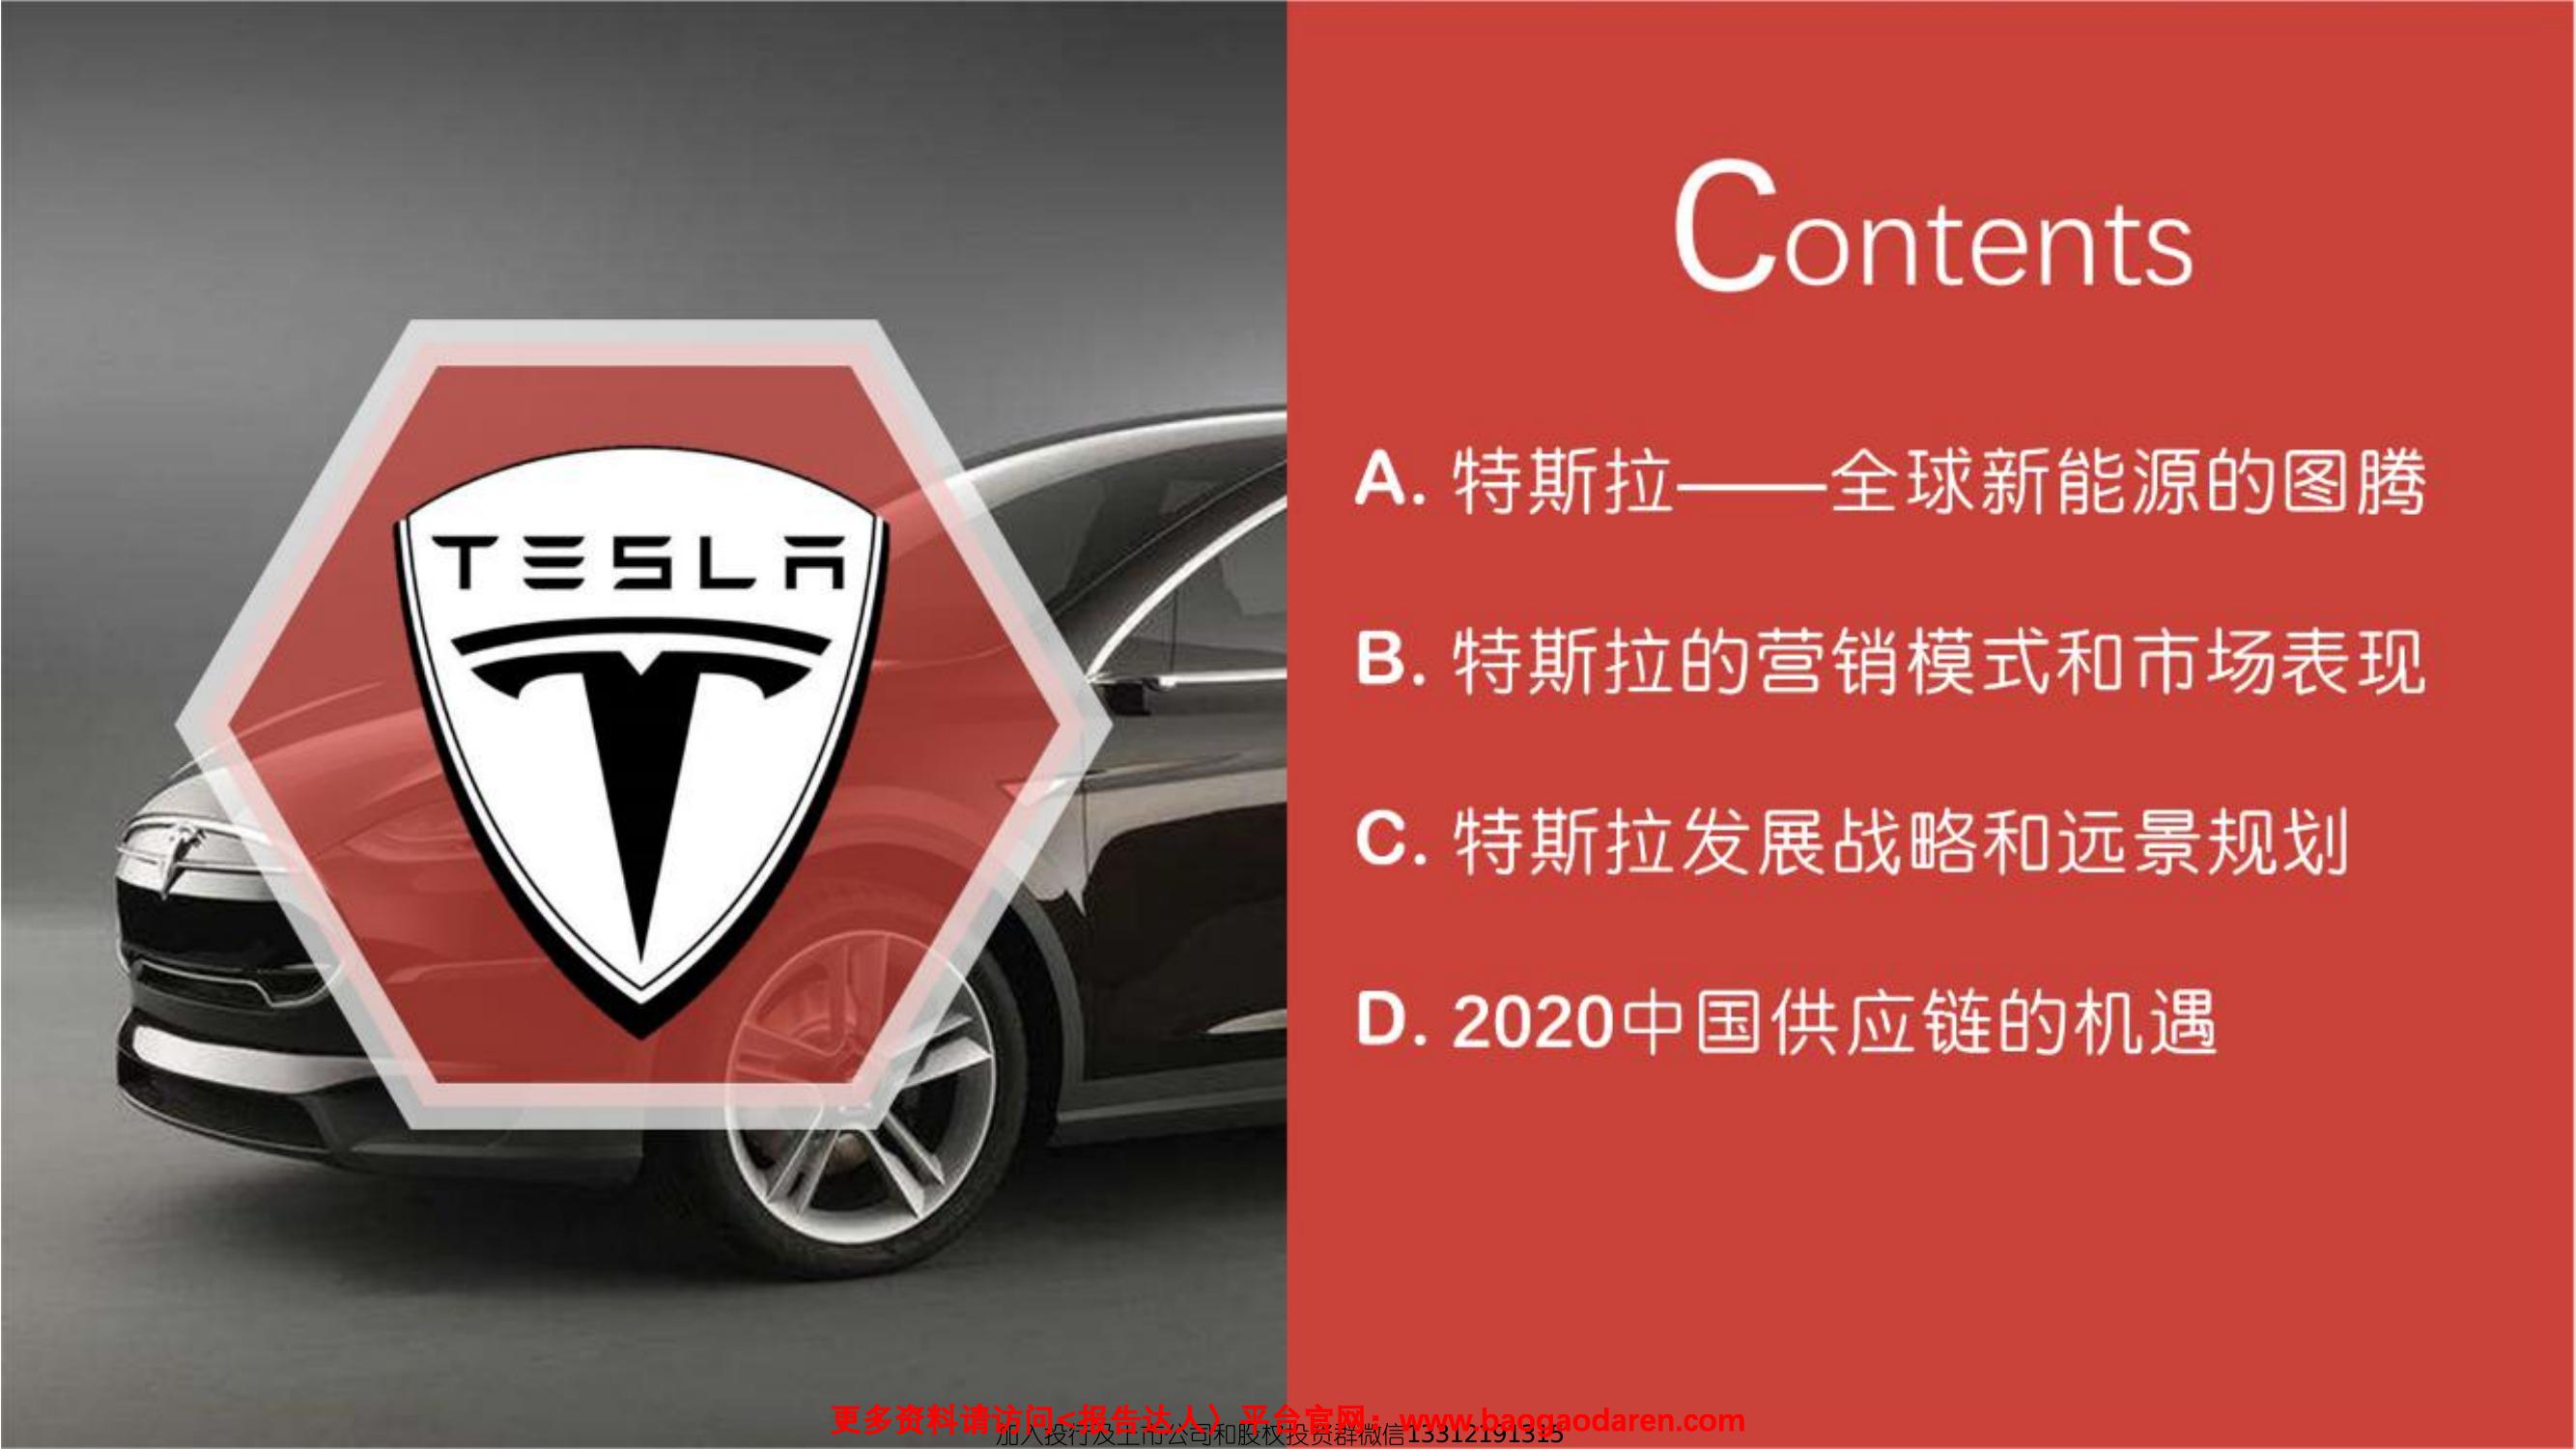 TESLA
Contents
A. 特斯拉——全球新能源的图腾
B. 特斯拉的营销模式和市场表现
C. 特斯拉发展战略和远景规划
D. 2020中国供应链的机遇
更多资料请访问<报告达人〉平台官网：www.baogaodaren.com
加入投行及上市公司和股权投资群微信13312191315